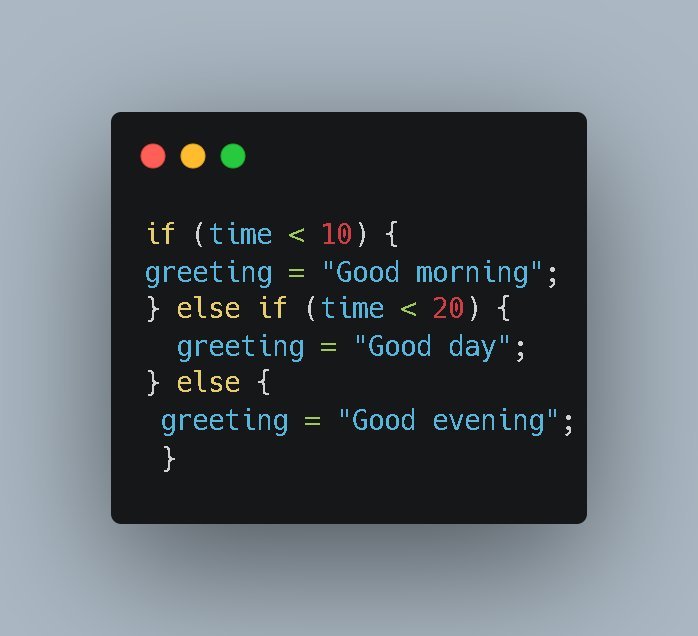 if (time < 10) {
greeting = "Good morning";
} else if (time < 20) {
  greeting = "Good day";
} else {
 greeting = "Good evening";
 }